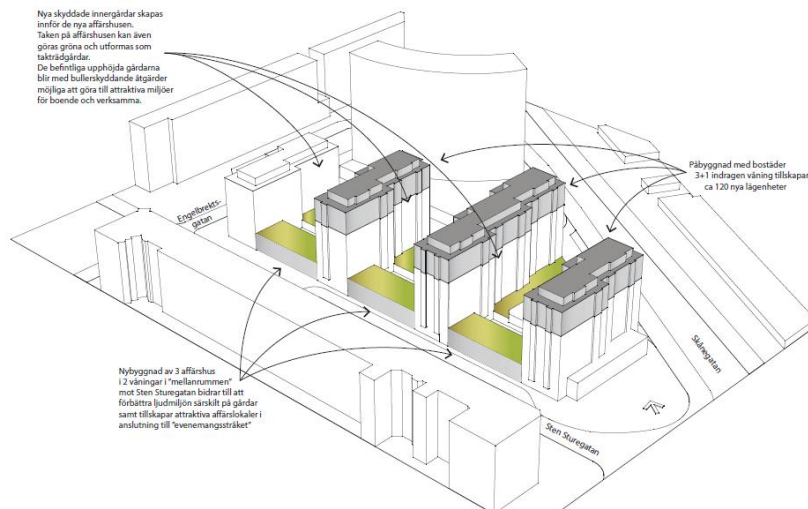 Nya skyddade innergårdar skapas
innför de nya affärshusen.
Taken på affärshusen kan även
göras gröna och utformas som
takträdgårdar.
De befintliga upphöjda gårdarna
blir med bullerskyddande åtgärder
möjliga att göra till attraktiva miljöer
för boende och verksamma.
Påbyggnad med bostäder
3+1 indragen våning tillskapar
ca 120 nya lägenheter
Engelbrekts-
gatan
Skånegatan
Nybyggnad av 3 affärshus
i 2 våningar i "mellanrummen"
mot Sten Sturegatan bidrar till att
förbättra ljudmiljön särskilt på gårdar
samt tillskapar attraktiva affärslokaler i
anslutning till "evenemangsstråket"
Sten Sturegatan